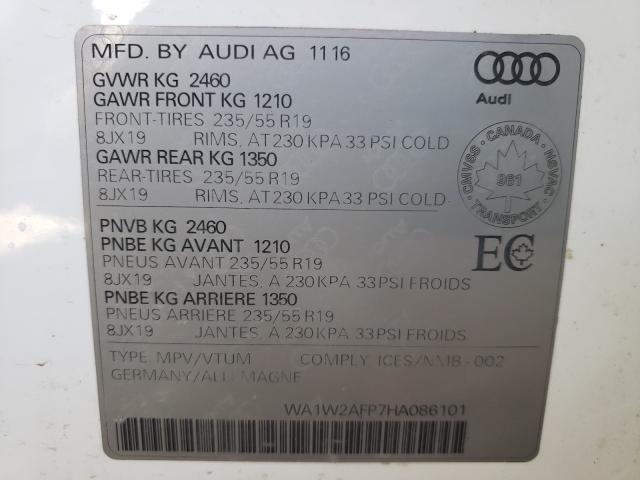 MFD. BY AUDI AG 1116
Audi
GVWR KG 2460
GAWR FRONT KG 1210
FRONT-TIRES 235/55 R19
8JX19 RIMS, AT 230 KPA 33 PSI COLD
GAWR REAR KG 1350
REAR-TIRES 235/55 R19
8JX19 RIMS, AT 230 KPA 33 PSI COLD
CMVSS - CANADA - NSVAC
961
TRANSPORT
PNVB KG 2460
PNBE KG AVANT 1210
PNEUS AVANT 235/55 R19
8JX19 JANTES, A 230 KPA 33PSI FROIDS
EC
PNBE KG ARRIERE 1350
PNEUS ARRIERE 235/55 R19
8JX19 JANTES, A 230 KPA 33PSI FROIDS
TYPE: MPV/VTUM COMPLY ICES/NMB-002
GERMANY/ALLEMAGNE
WA1W2AFP7HA086101